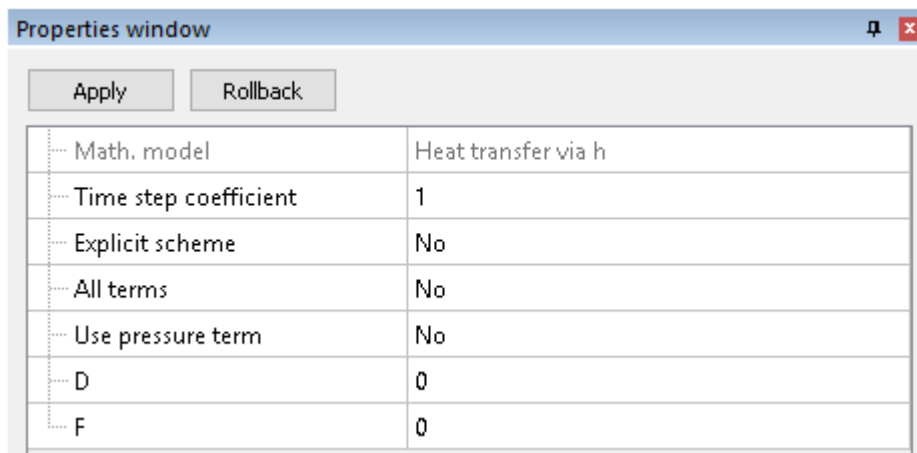 Properties window
Apply Rollback
Math. model Heat transfer via h
Time step coefficient 1
Explicit scheme No
All terms No
Use pressure term No
D 0
F 0